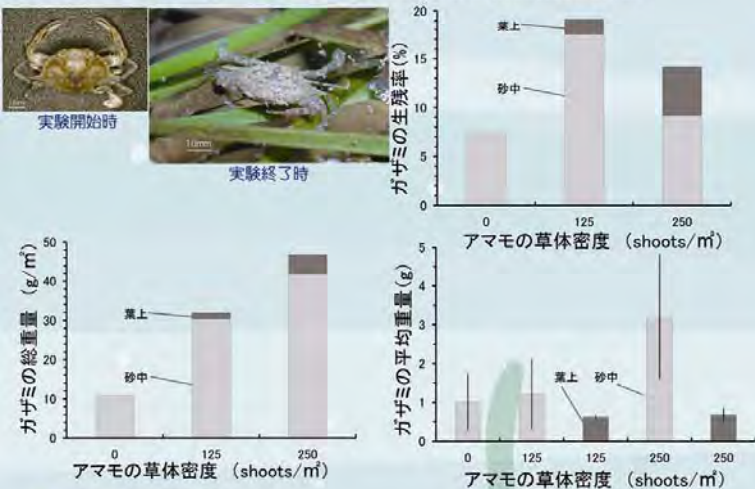 実験開始時
10mm
実験終了時
ガザミの生残率(%)
20
15
10
5
0
葉上
砂中
0 125 250
アマモの草体密度 (shoots/㎡)
ガザミの総重量 (g/㎡)
50
40
30
20
10
0
葉上
砂中
0 125 250
アマモの草体密度 (shoots/㎡)
ガザミの平均重量(g)
5
4
3
2
1
0
葉上
砂中
0 125 125 250 250
アマモの草体密度 (shoots/㎡)